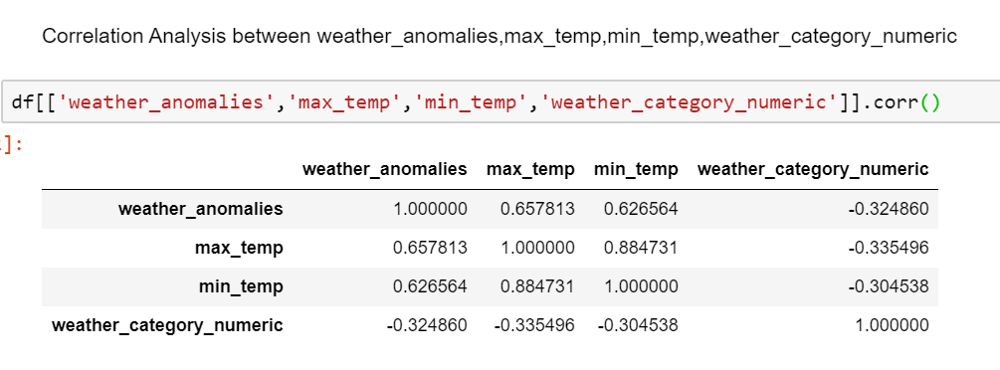 Correlation Analysis between weather_anomalies,max_temp,min_temp,weather_category_numeric
df[['weather_anomalies','max_temp','min_temp','weather_category_numeric']].corr()
]:
weather_anomalies max_temp min_temp weather_category_numeric
weather_anomalies 1.000000 0.657813 0.626564 -0.324860
max_temp 0.657813 1.000000 0.884731 -0.335496
min_temp 0.626564 0.884731 1.000000 -0.304538
weather_category_numeric -0.324860 -0.335496 -0.304538 1.000000